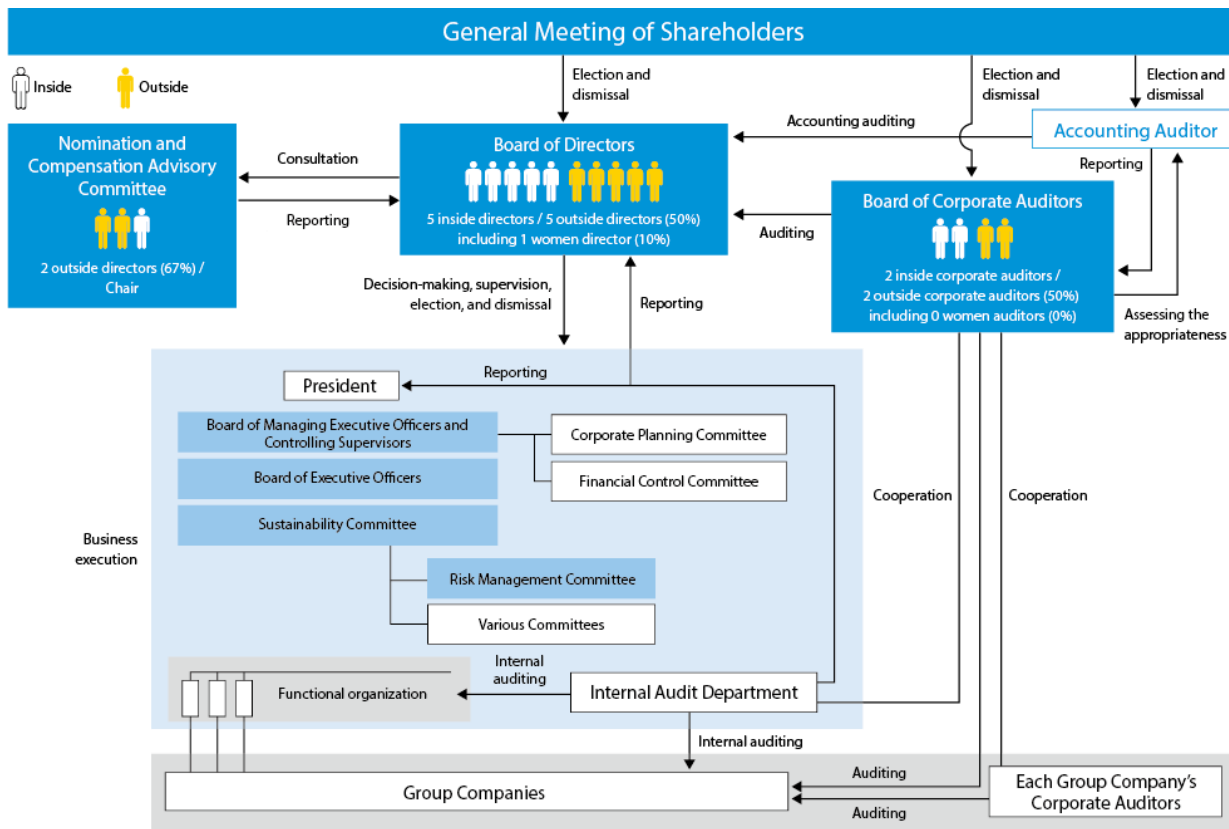 General Meeting of Shareholders
Inside
Outside
Election and
dismissal
Election and
dismissal
Election and
dismissal
Nomination and
Compensation Advisory
Committee
2 outside directors (67%) /
Chair
Consultation
Reporting
Board of Directors
5 inside directors / 5 outside directors (50%)
including 1 women director (10%)
Accounting auditing
Accounting Auditor
Reporting
Auditing
Board of Corporate Auditors
2 inside corporate auditors /
2 outside corporate auditors (50%)
including 0 women auditors (0%)
Assessing the
appropriateness
Decision-making, supervision,
election, and dismissal
Reporting
President
Reporting
Board of Managing Executive Officers and
Controlling Supervisors
Corporate Planning Committee
Board of Executive Officers
Financial Control Committee
Sustainability Committee
Business
execution
Risk Management Committee
Various Committees
Cooperation
Cooperation
Functional organization
Internal
auditing
Internal Audit Department
Internal auditing
Group Companies
Auditing
Auditing
Each Group Company's
Corporate Auditors